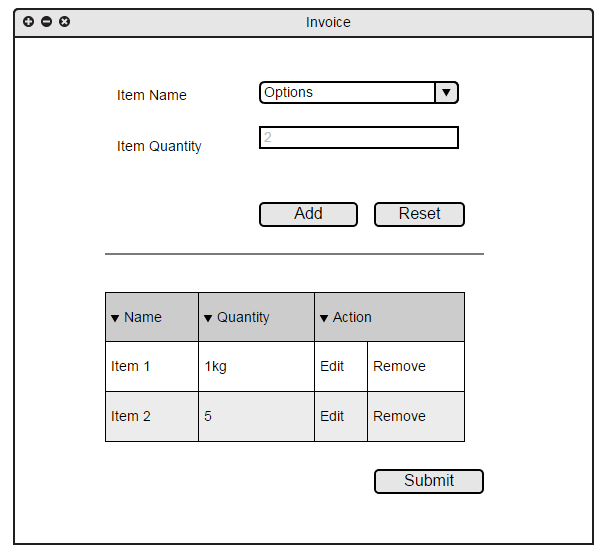 Invoice
Item Name
Options
Item Quantity
2
Add Reset
Name Quantity Action
Item 1 1kg Edit Remove
Item 2 5 Edit Remove
Submit